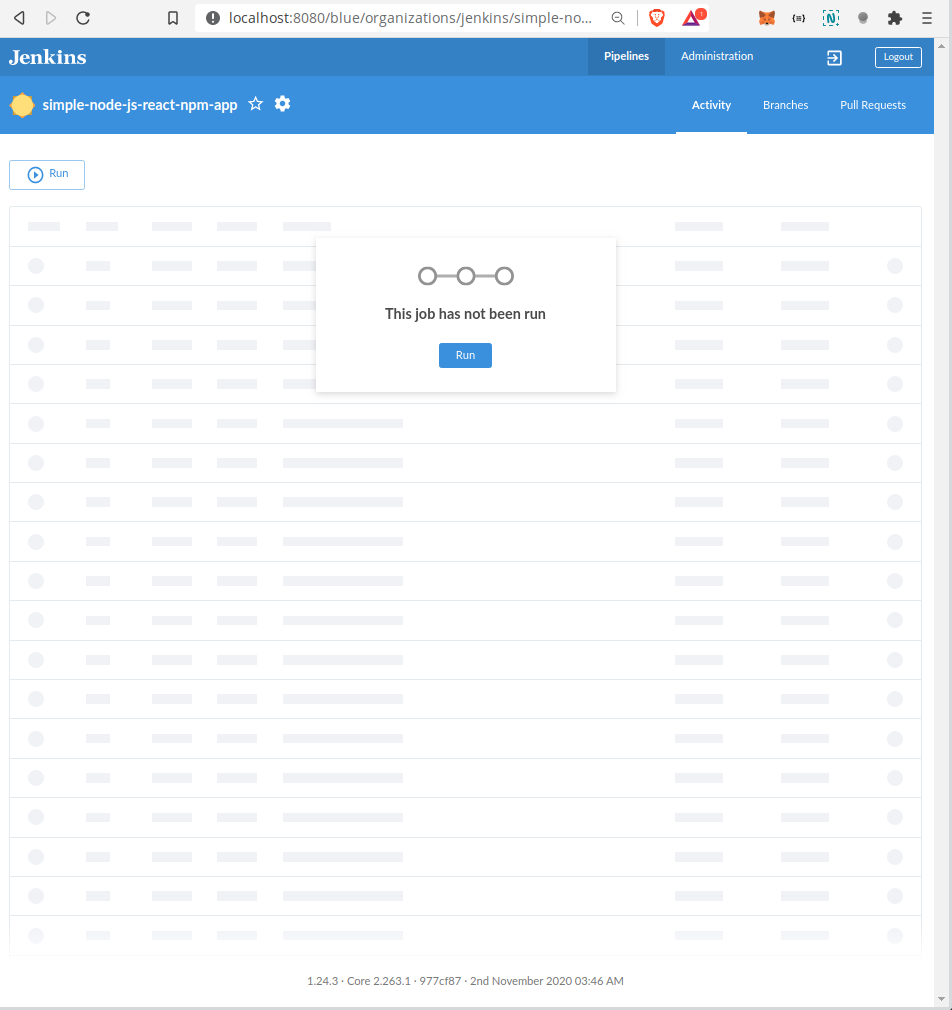 localhost:8080/blue/organizations/jenkins/simple-no...
1
Jenkins
Pipelines
Administration
Logout
simple-node-js-react-npm-app
Activity
Branches
Pull Requests
Run
This job has not been run
Run
1.24.3 · Core 2.263.1 · 977cf87 · 2nd November 2020 03:46 AM